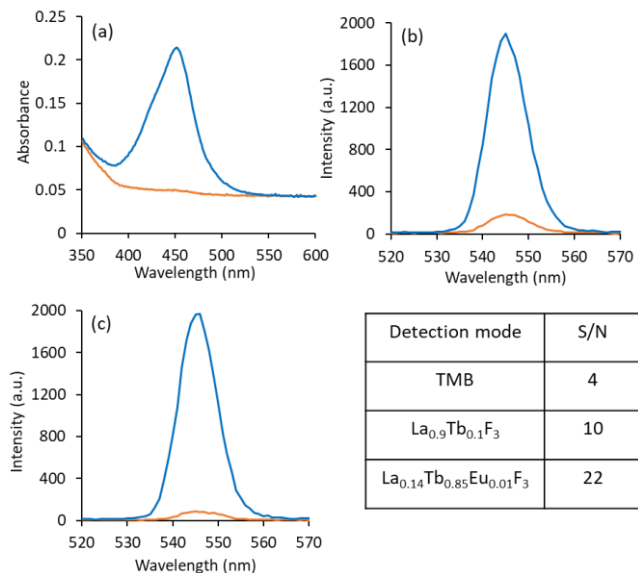 (a)
Absorbance
0.25
0.2
0.15
0.1
0.05
0
350 400 450 500 550 600
Wavelength (nm)
(b)
Intensity (a.u.)
2000
1600
1200
800
400
0
520 530 540 550 560 570
Wavelength (nm)
(c)
Intensity (a.u.)
2000
1600
1200
800
400
0
520 530 540 550 560 570
Wavelength (nm)
Detection mode S/N
TMB 4
La₀.₉Tb₀.₁F₃ 10
La₀.₁₄Tb₀.₈₅Eu₀.₀₁F₃ 22